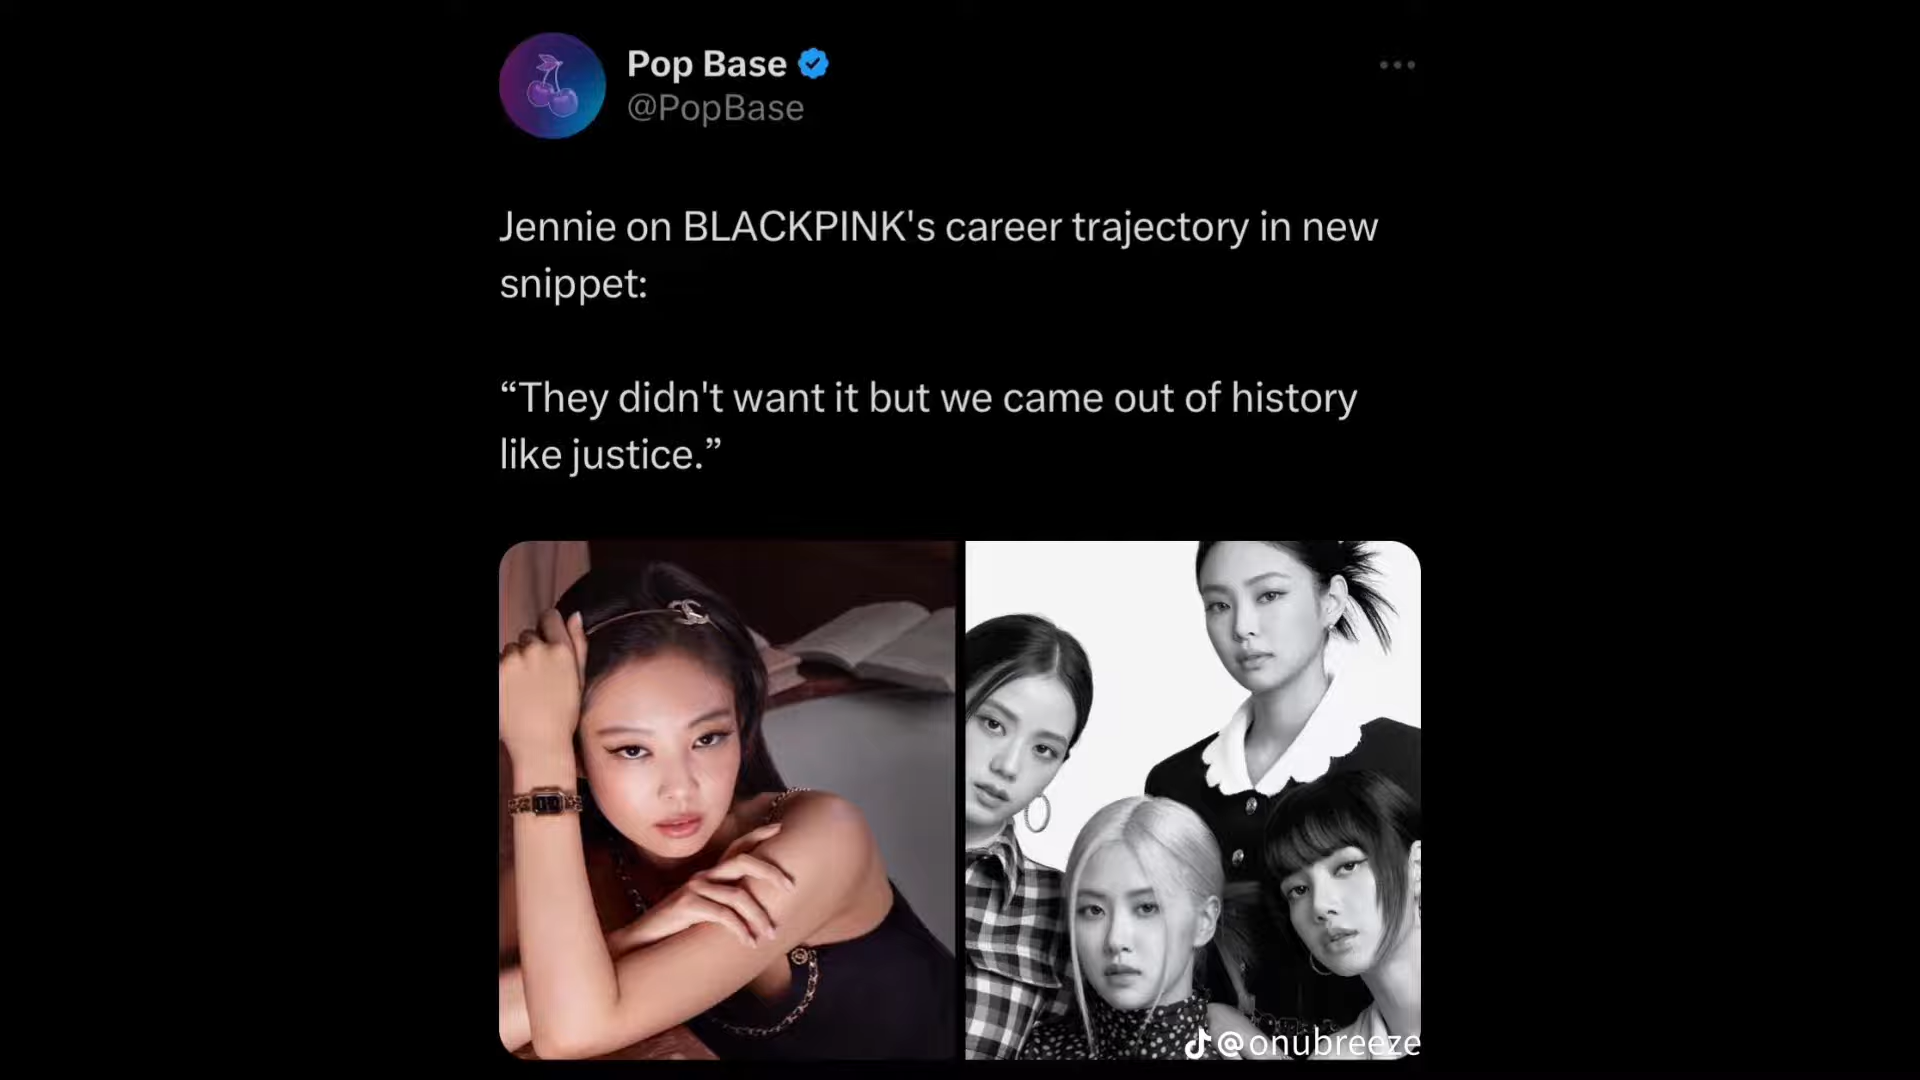 Pop Base
@PopBase
Jennie on BLACKPINK's career trajectory in new
snippet:
“They didn't want it but we came out of history
like justice.”
@onubreeze